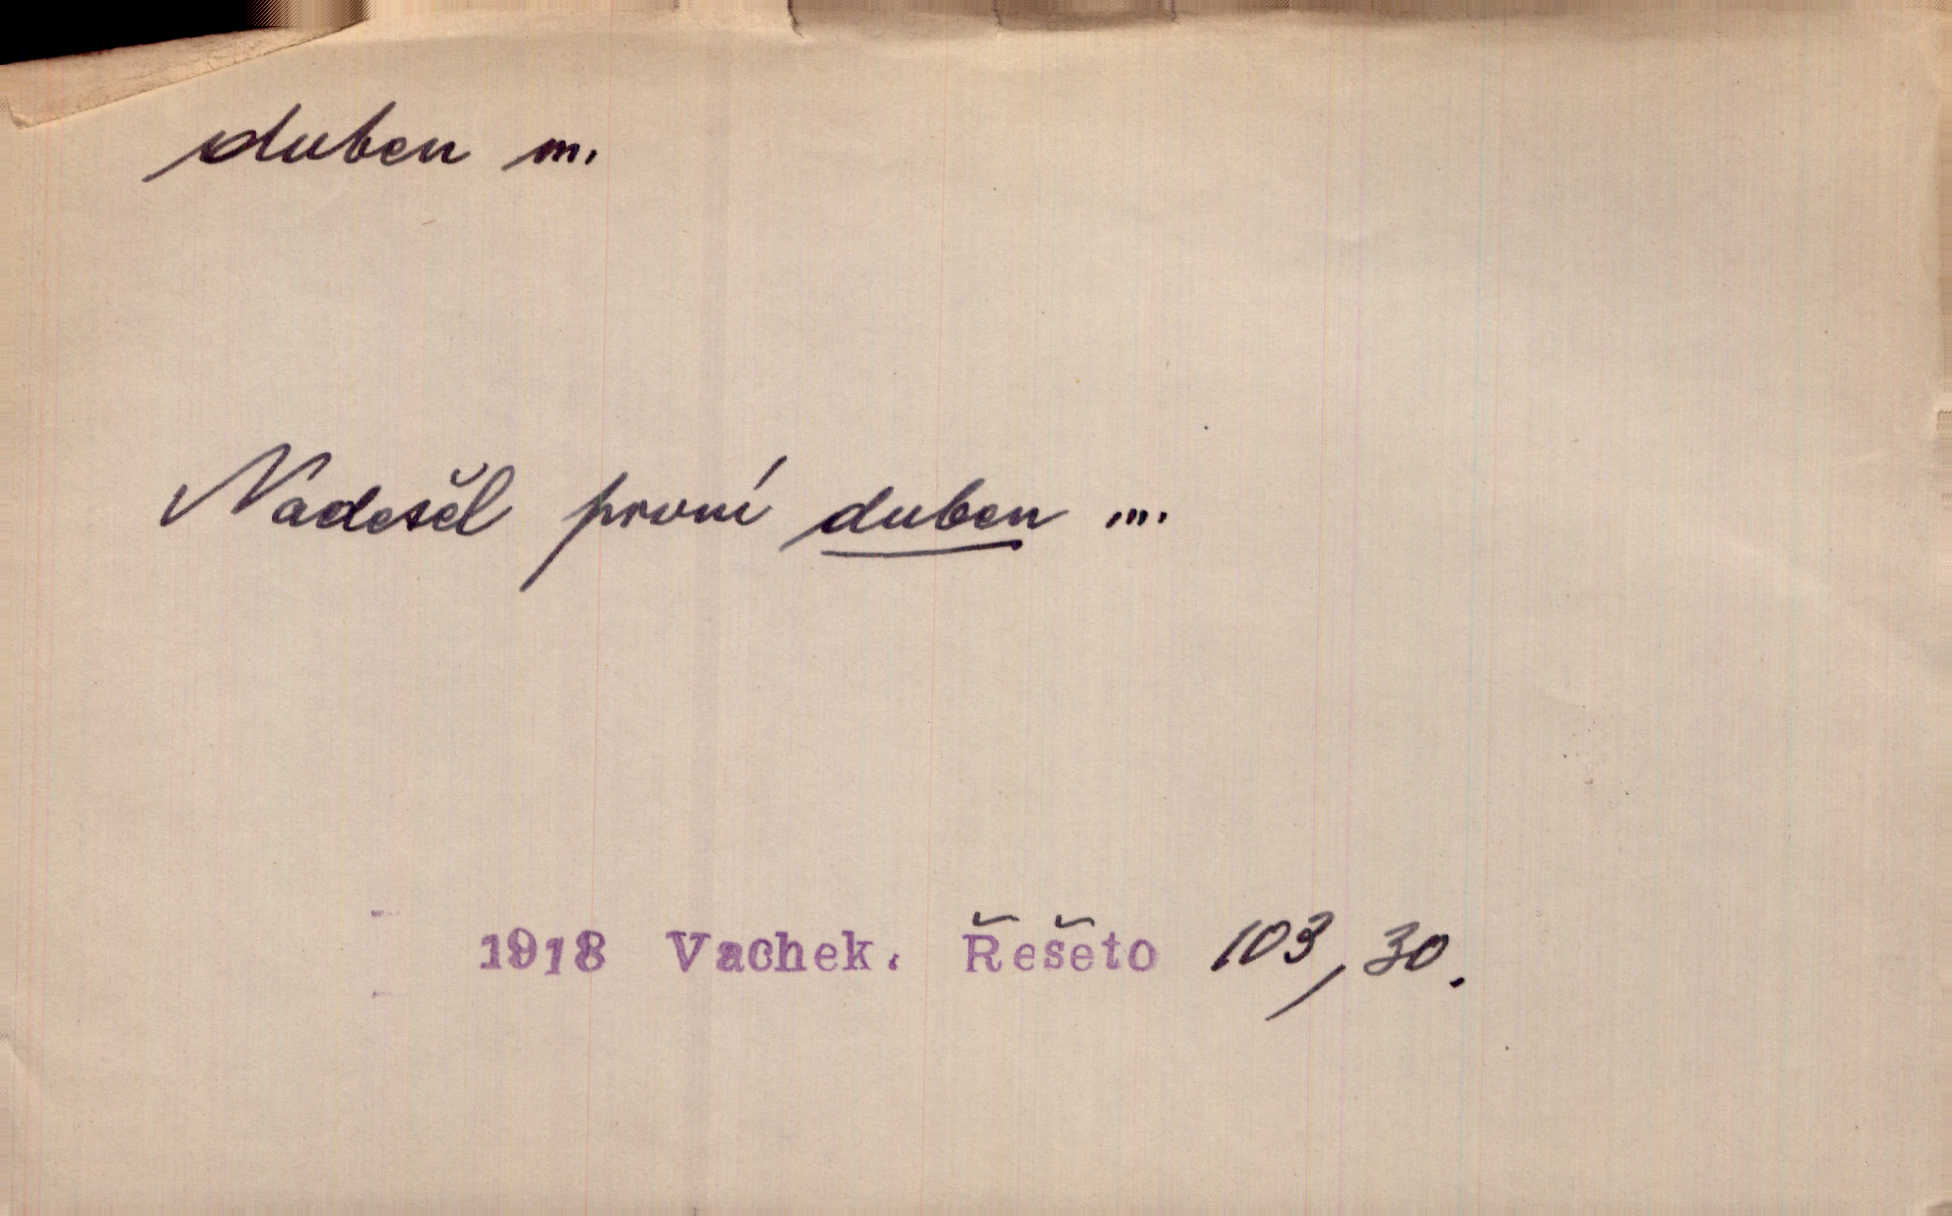 duben m.
Nadešel první duben ...
1918 Vachek. Řešeto 103, 30.